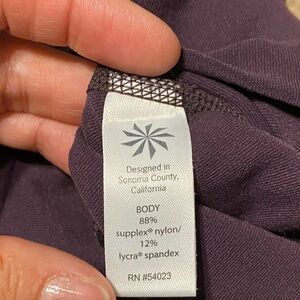 Designed in
Sonoma County,
California
BODY
88%
supplex® nylon/
12%
lycra® spandex
RN #54023